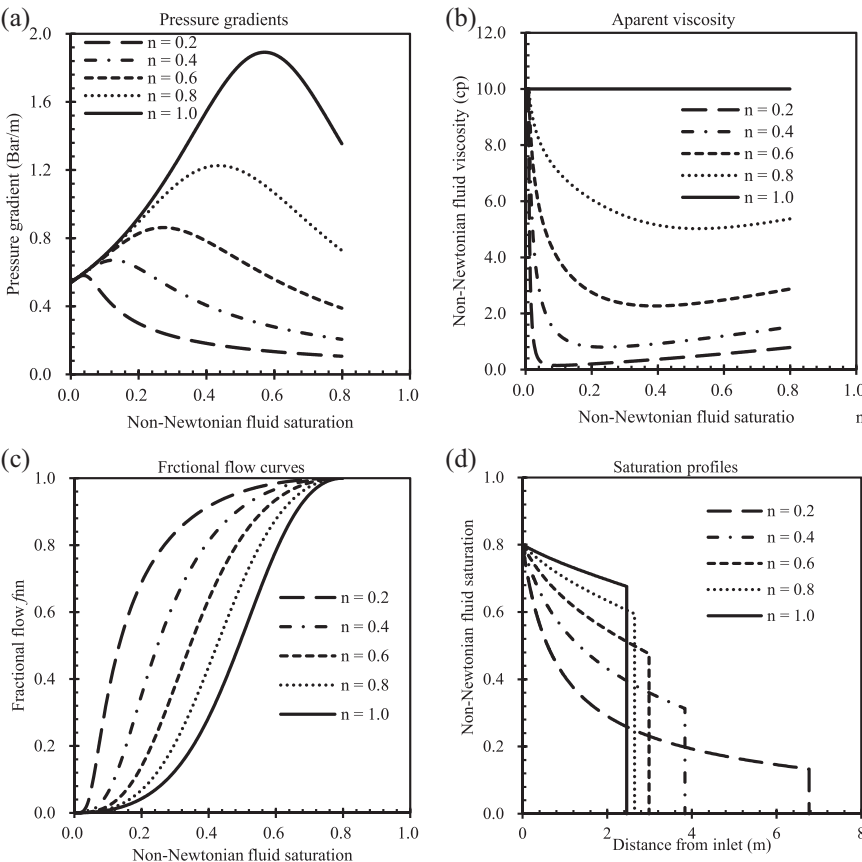 (a)
Pressure gradients
2.0
1.6
1.2
0.8
0.4
0.0
Pressure gradient (Bar/m)
n = 0.2
n = 0.4
n = 0.6
n = 0.8
n = 1.0
0.0 0.2 0.4 0.6 0.8 1.0
Non-Newtonian fluid saturation
(b)
Apparent viscosity
12.0
10.0
8.0
6.0
4.0
2.0
0.0
Non-Newtonian fluid viscosity (cp)
n = 0.2
n = 0.4
n = 0.6
n = 0.8
n = 1.0
0.0 0.2 0.4 0.6 0.8 1.0
Non-Newtonian fluid saturatio n
(c)
Frctional flow curves
1.0
0.8
0.6
0.4
0.2
0.0
Fractional flow fnn
n = 0.2
n = 0.4
n = 0.6
n = 0.8
n = 1.0
0.0 0.2 0.4 0.6 0.8 1.0
Non-Newtonian fluid saturation
(d)
Saturation profiles
1.0
0.8
0.6
0.4
0.2
0.0
Non-Newtonian fluid saturation
n = 0.2
n = 0.4
n = 0.6
n = 0.8
n = 1.0
0 2 4 6 8
Distance from inlet (m)